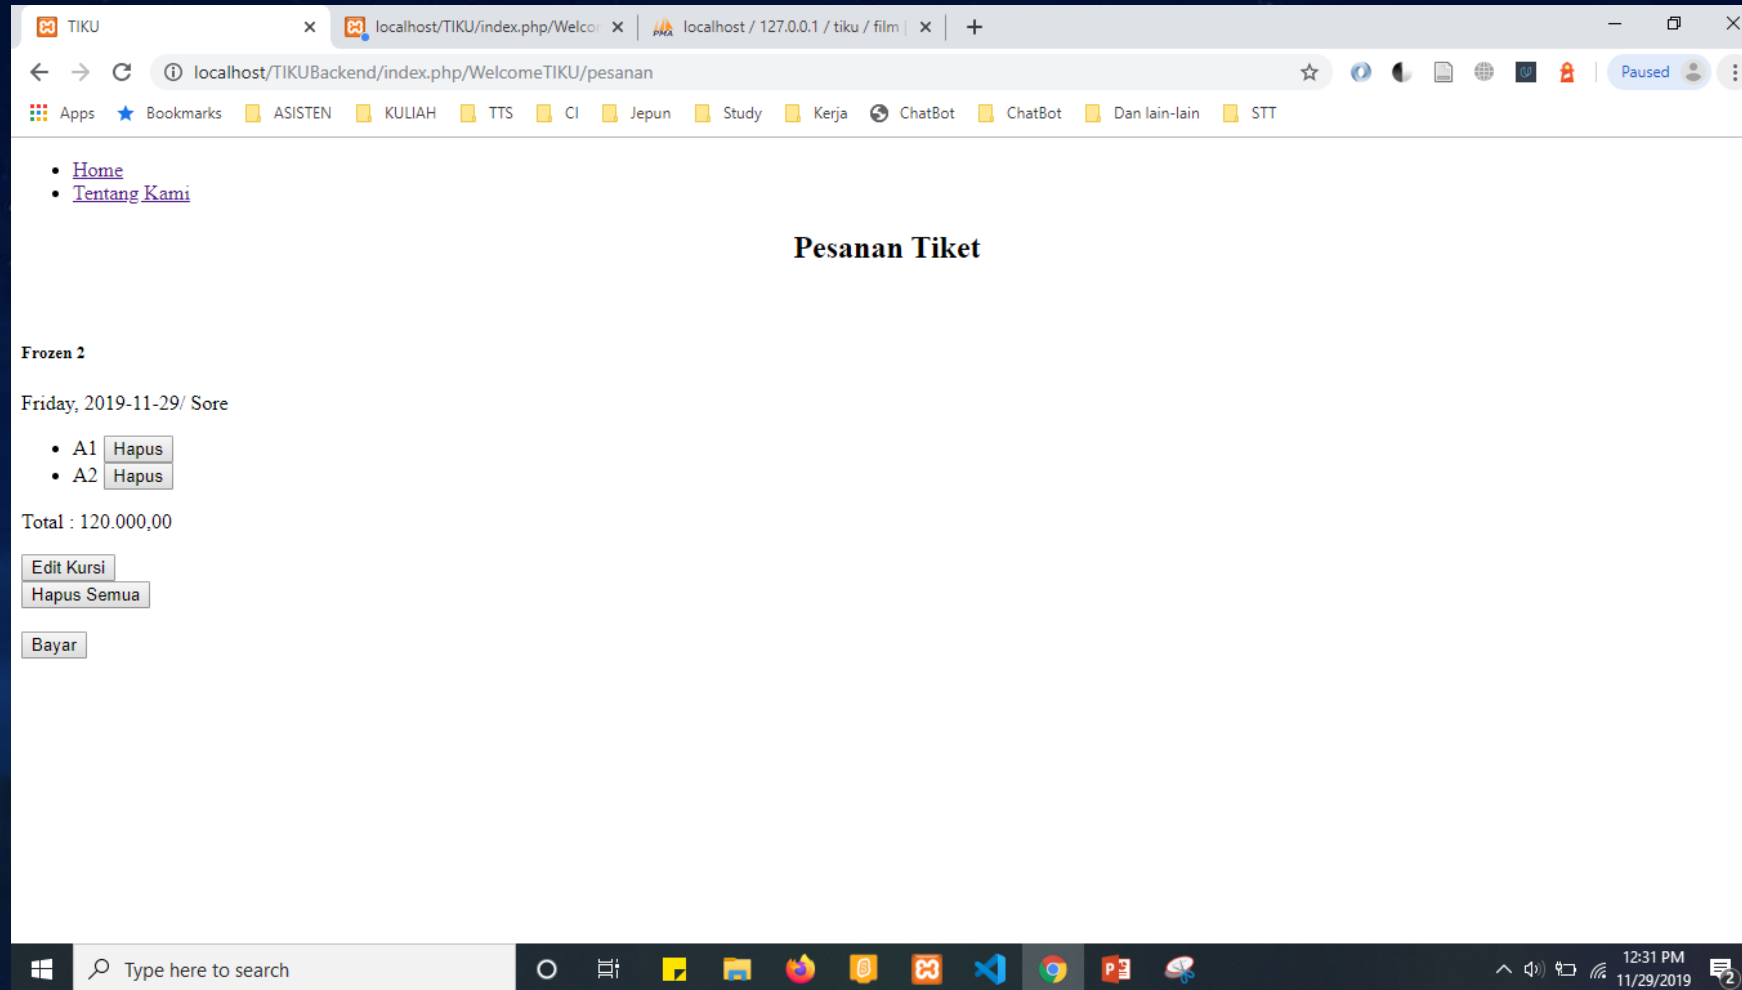 TIKU
localhost/TIKU/index.php/Welcor
localhost / 127.0.0.1 / tiku / film |
localhost/TIKUBackend/index.php/WelcomeTIKU/pesanan
Paused
Apps Bookmarks ASISTEN KULIAH TTS CI Jepun Study Kerja ChatBot ChatBot Dan lain-lain STT
Home
Tentang Kami
Pesanan Tiket
Frozen 2
Friday, 2019-11-29/ Sore
A1 Hapus
A2 Hapus
Total : 120.000,00
Edit Kursi
Hapus Semua
Bayar
Type here to search
12:31 PM
11/29/2019
2